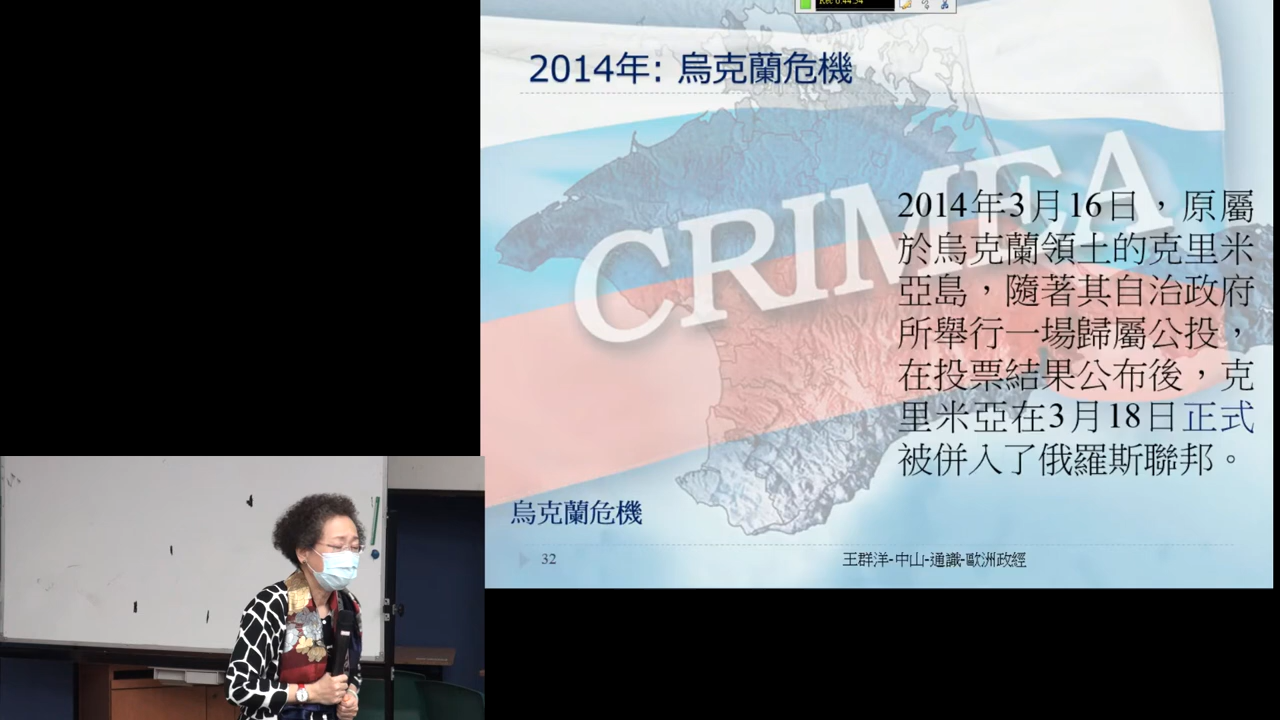 Rec 0:44:54
2014年: 烏克蘭危機
CRIMEA
2014年3月16日，原屬
於烏克蘭領土的克里米
亞島，隨著其自治政府
所舉行一場歸屬公投，
在投票結果公布後，克
里米亞在3月18日正式
被併入了俄羅斯聯邦。
烏克蘭危機
32
王群洋-中山-通識-歐洲政經